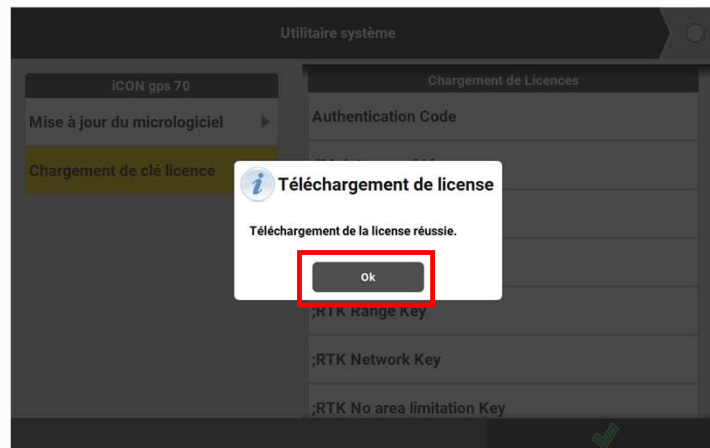 Utilitaire système
iCON gps 70
Mise à jour du micrologiciel
Chargement de clé licence
Chargement de Licences
Authentication Code
Téléchargement de license
Téléchargement de la license réussie.
Ok
;RTK Range Key
;RTK Network Key
;RTK No area limitation Key